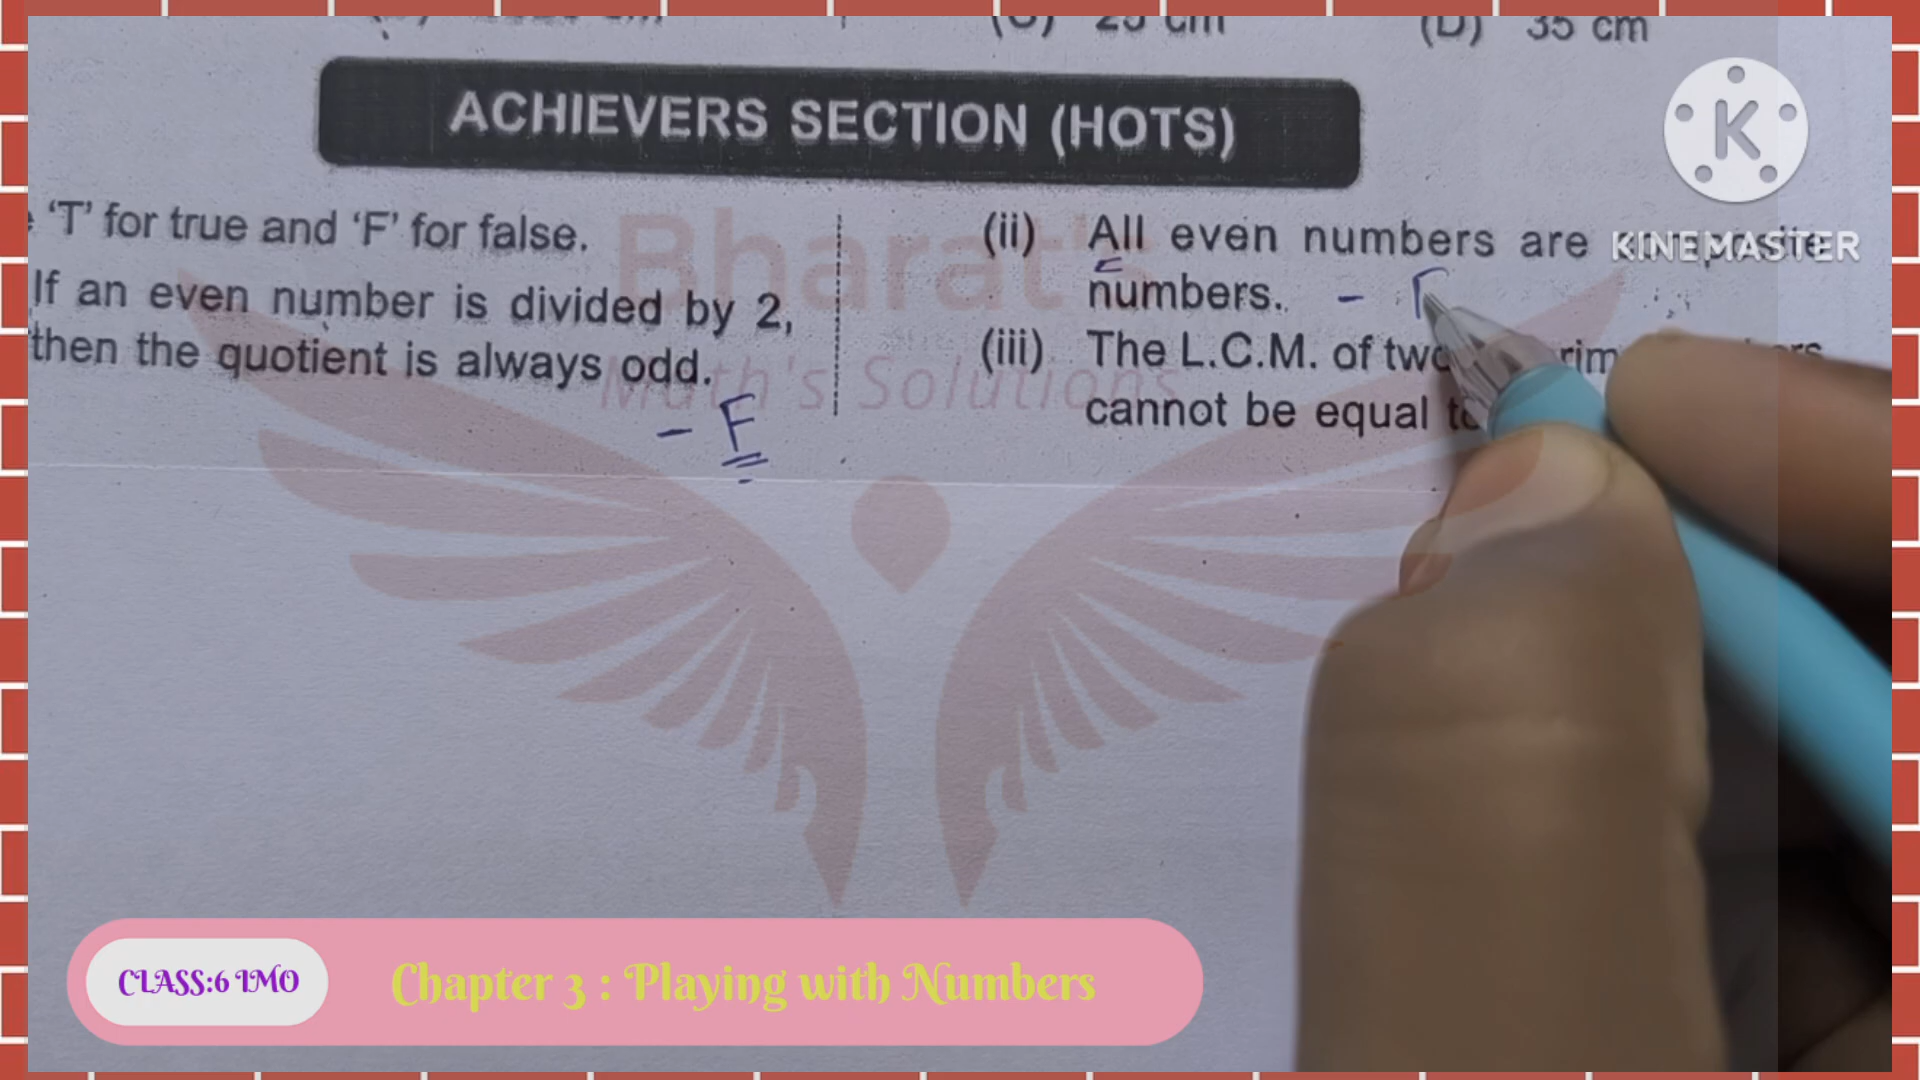 (C) 25 cm (D) 35 cm
ACHIEVERS SECTION (HOTS)
'T' for true and 'F' for false.
If an even number is divided by 2,
then the quotient is always odd.
- F
(ii) All even numbers are composite
numbers. -
(iii) The L.C.M. of two
cannot be equal
KINEMASTER
Bharat's
Math's Solutions
CLASS:6 IMO
Chapter 3 : Playing with Numbers